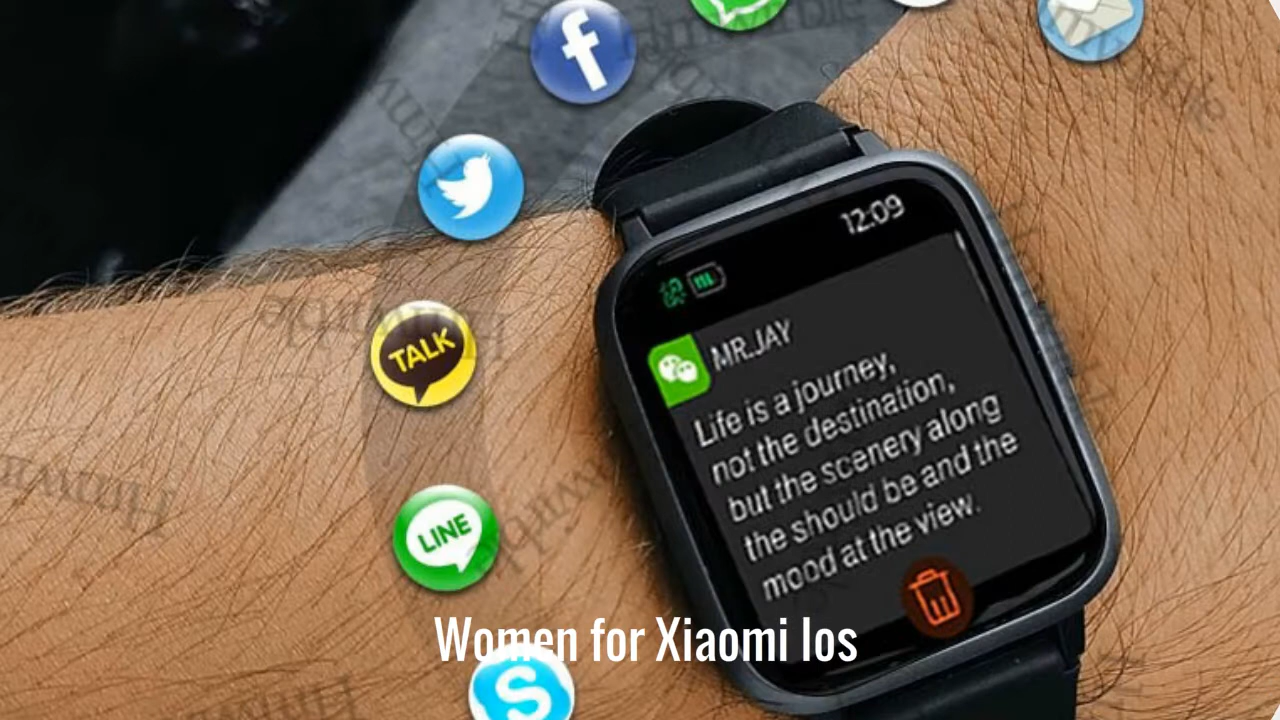 12:09
MR.JAY
Life is a journey,
not the destination,
but the scenery along
the should be and the
mood at the view.
TALK
LINE
Women for Xiaomi Ios